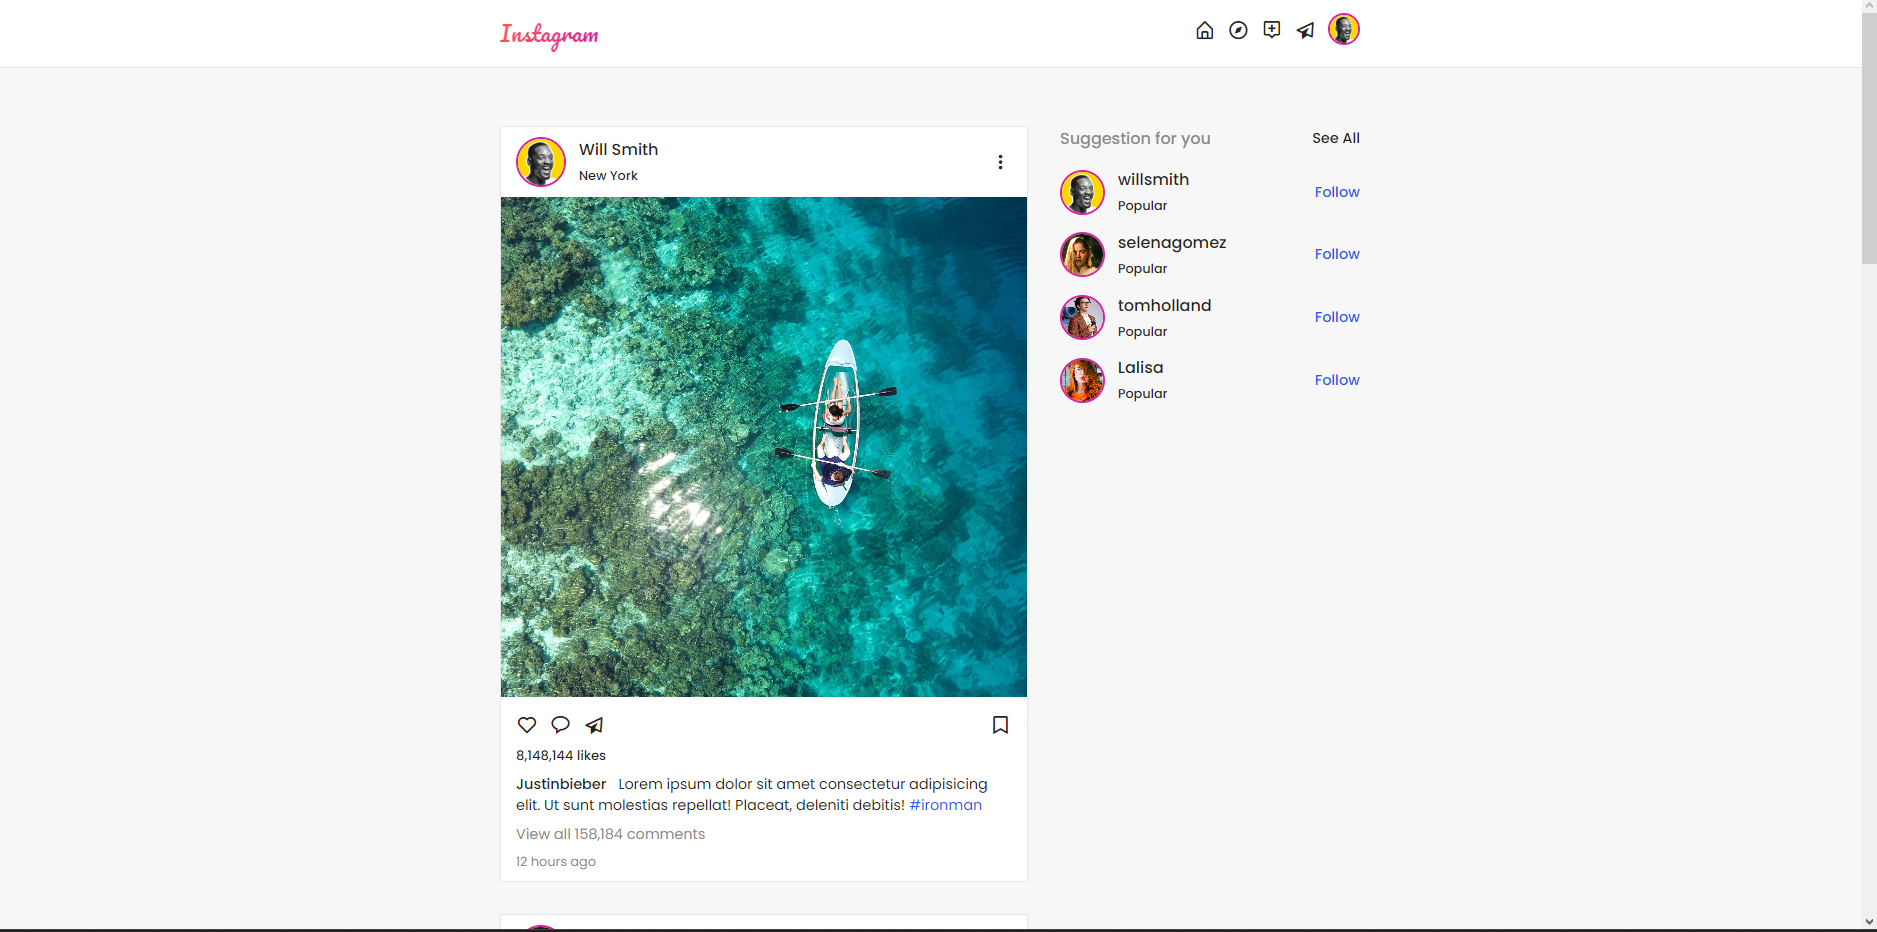 Instagram
Will Smith
New York
8,148,144 likes
Justinbieber Lorem ipsum dolor sit amet consectetur adipisicing
elit. Ut sunt molestias repellat! Placeat, deleniti debitis! #ironman
View all 158,184 comments
12 hours ago
Suggestion for you See All
willsmith
Popular
Follow
selenagomez
Popular
Follow
tomholland
Popular
Follow
Lalisa
Popular
Follow